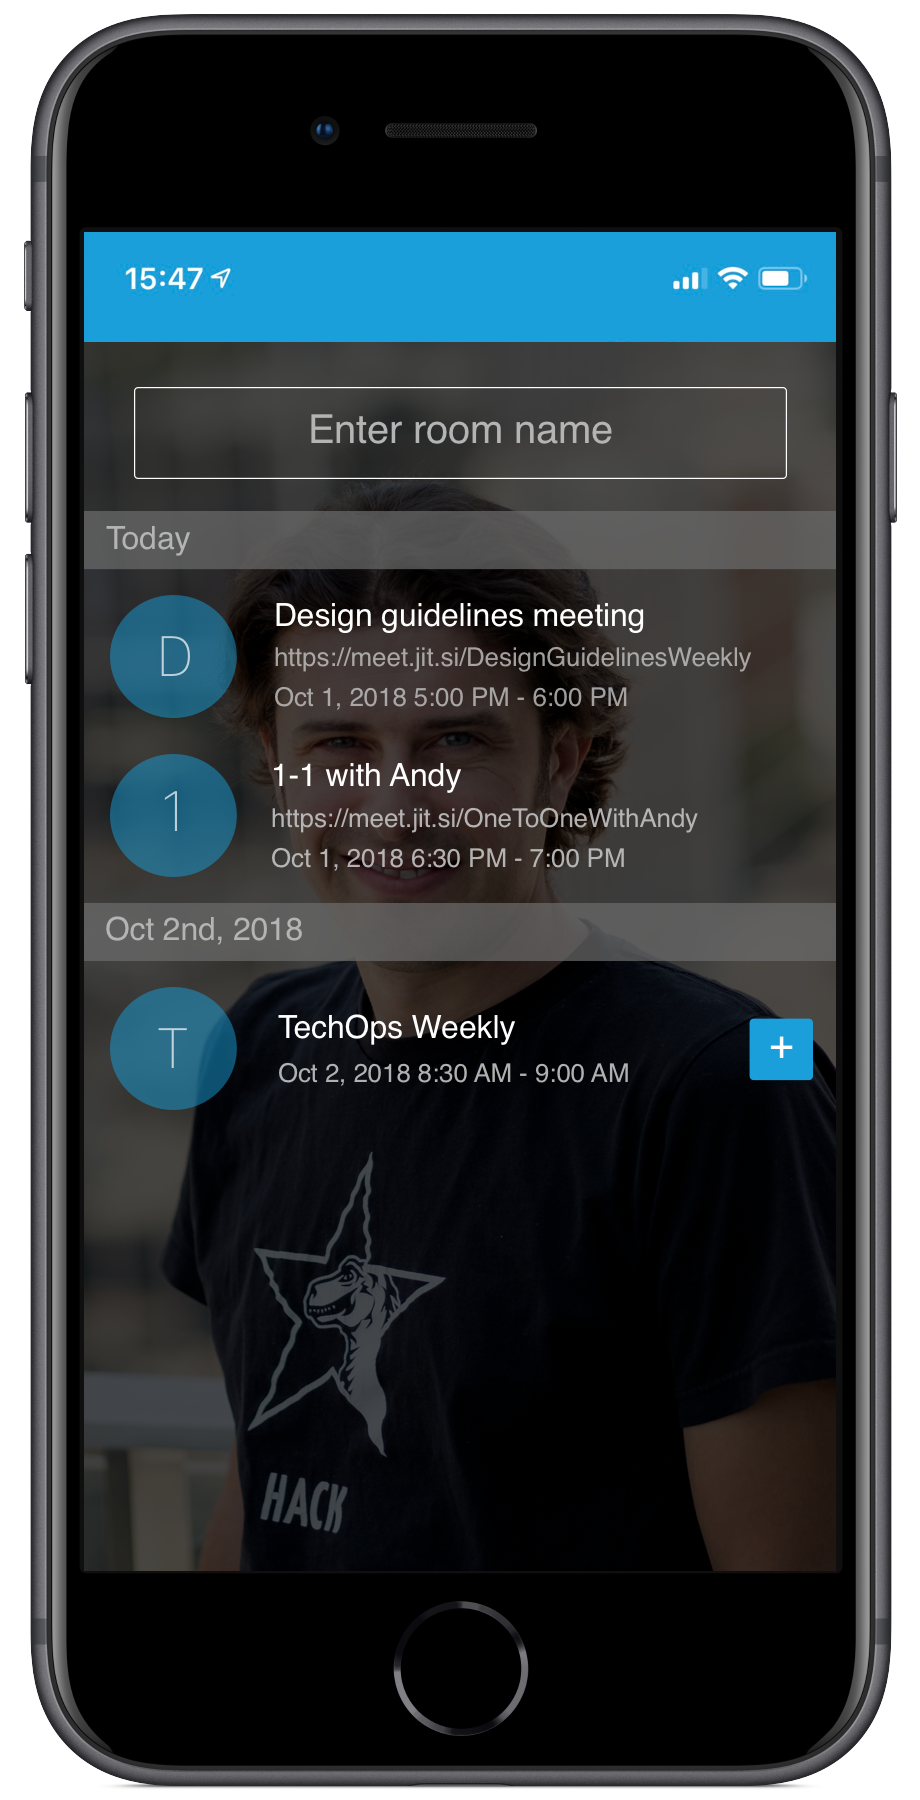 15:47
Enter room name
Today
D
Design guidelines meeting
https://meet.jit.si/DesignGuidelinesWeekly
Oct 1, 2018 5:00 PM - 6:00 PM
1
1-1 with Andy
https://meet.jit.si/OneToOneWithAndy
Oct 1, 2018 6:30 PM - 7:00 PM
Oct 2nd, 2018
T
TechOps Weekly
Oct 2, 2018 8:30 AM - 9:00 AM
+
HACK